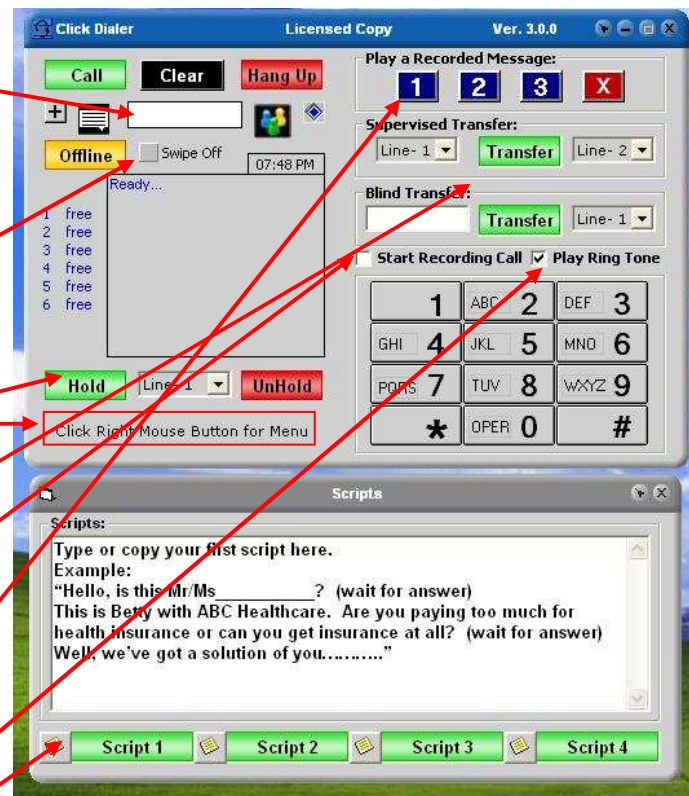 Click Dialer Licensed Copy Ver. 3.0.0
Call Clear Hang Up
Offline Swipe Off 07:48 PM
Ready...
1 free
2 free
3 free
4 free
5 free
6 free
Hold Line- 1 UnHold
Click Right Mouse Button for Menu
Play a Recorded Message:
1 2 3 X
Supervised Transfer:
Line- 1 Transfer Line- 2
Blind Transfer:
Transfer Line- 1
Start Recording Call Play Ring Tone
1 ABC 2 DEF 3
GHI 4 JKL 5 MNO 6
PQRS 7 TUV 8 WXYZ 9
* OPER 0 #
Scripts
Scripts:
Type or copy your first script here.
Example:
“Hello, is this Mr/Ms__________? (wait for answer)
This is Betty with ABC Healthcare. Are you paying too much for
health insurance or can you get insurance at all? (wait for answer)
Well, we've got a solution of you………..”
Script 1 Script 2 Script 3 Script 4